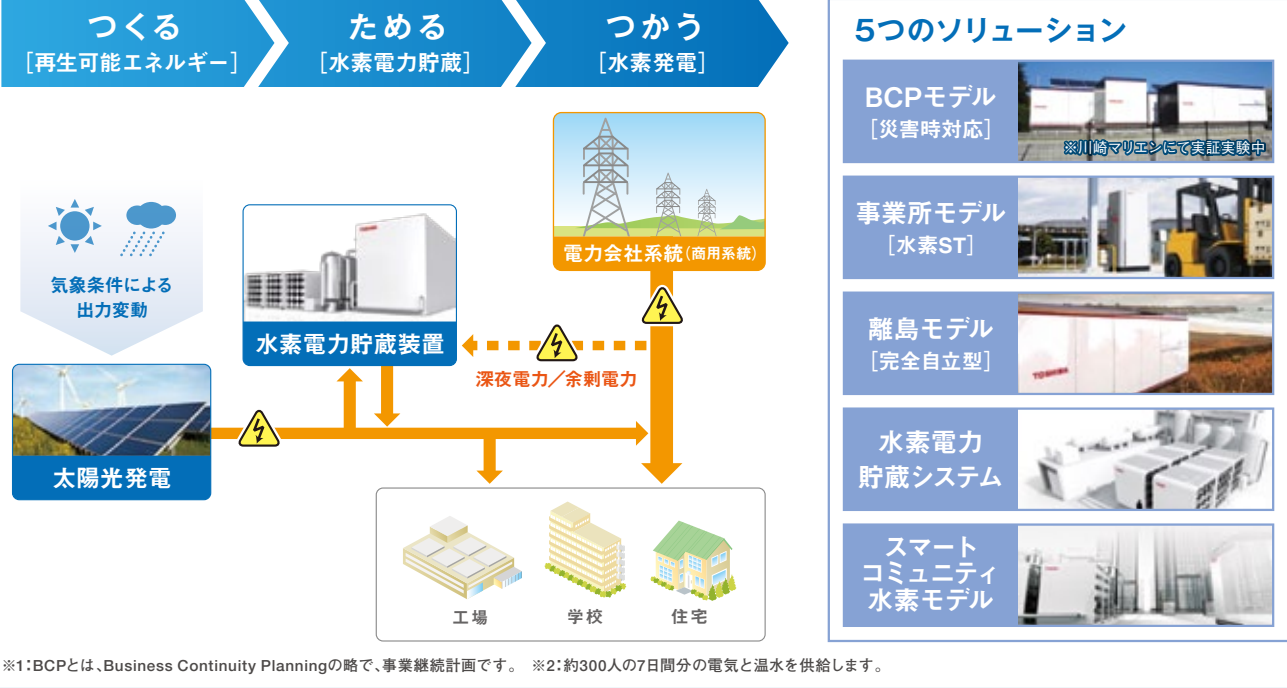 つくる
[再生可能エネルギー]
ためる
[水素電力貯蔵]
つかう
[水素発電]
気象条件による
出力変動
太陽光発電
TOSHIBA
水素電力貯蔵装置
電力会社系統(商用系統)
深夜電力／余剰電力
工場
学校
住宅
5つのソリューション
BCPモデル
[災害時対応]
※川崎マリエンにて実証実験中
事業所モデル
[水素ST]
離島モデル
[完全自立型]
TOSHIBA
水素電力
貯蔵システム
スマート
コミュニティ
水素モデル
※1:BCPとは、Business Continuity Planningの略で、事業継続計画です。 ※2:約300人の7日間分の電気と温水を供給します。